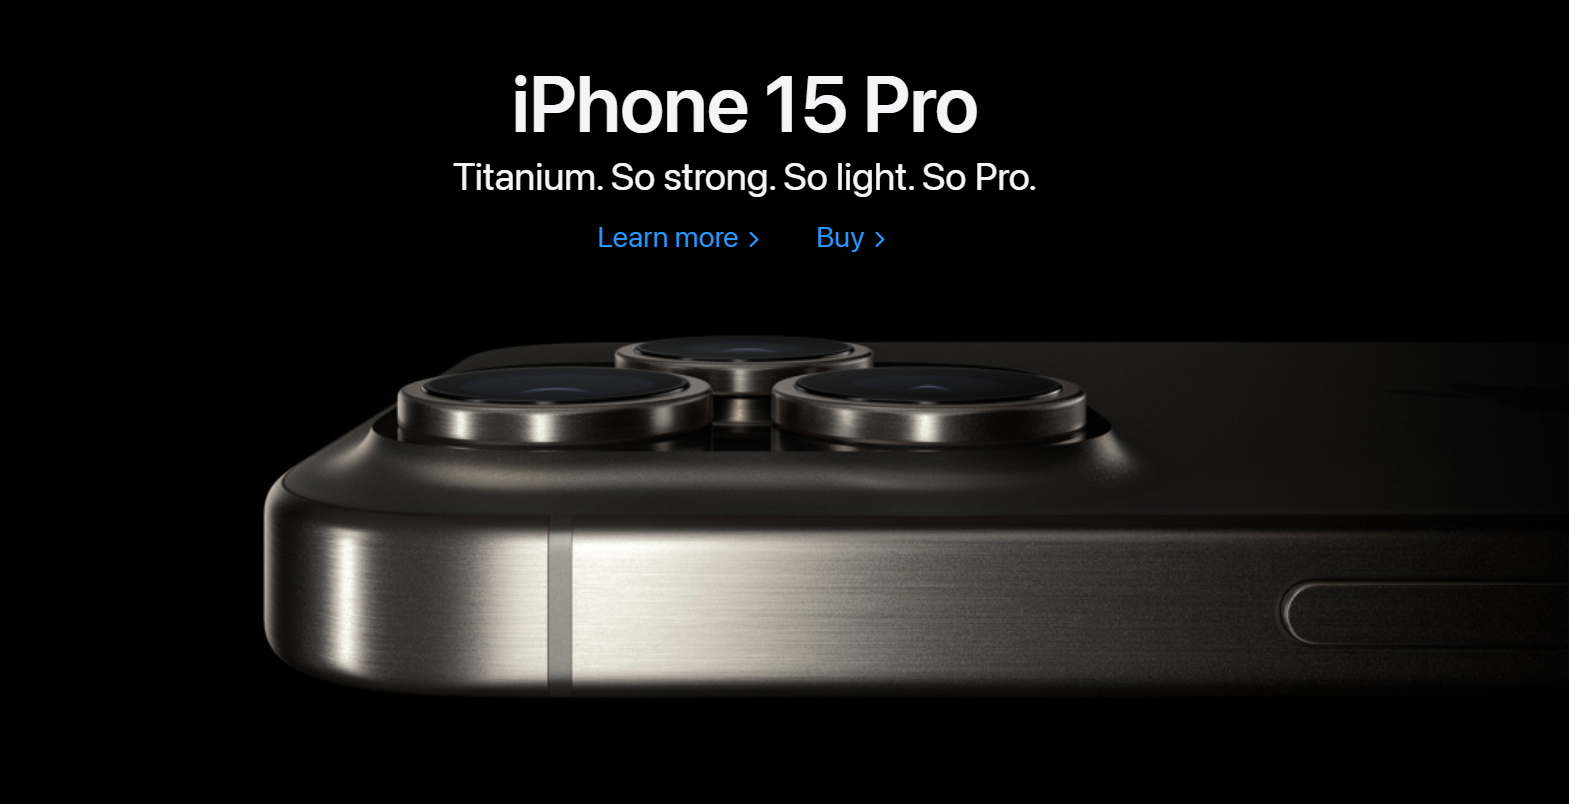 iPhone 15 Pro
Titanium. So strong. So light. So Pro.
Learn more > Buy >